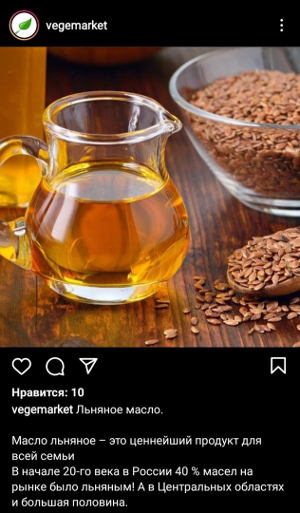 vegemarket
Нравится: 10
vegemarket Льняное масло.
Масло льняное – это ценнейший продукт для
всей семьи
В начале 20-го века в России 40 % масел на
рынке было льняным! А в Центральных областях
и большая половина.